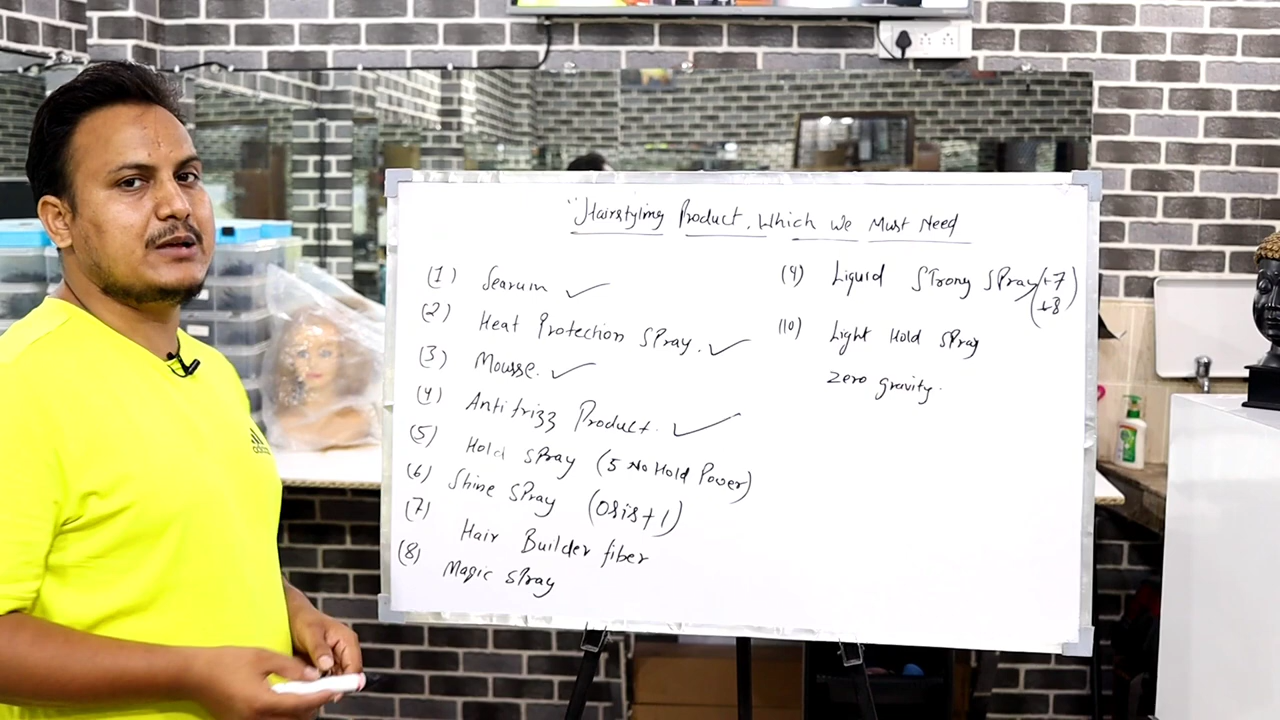 "Hairstyling Product, Which we Must Need
(1) Searum ✓
(2) Heat Protection Spray. ✓
(3) Mousse. ✓
(4) Antifrizz Product. ✓
(5) Hold Spray (5 No Hold Power)
(6) Shine Spray (Osis+1)
(7) Hair Builder fiber
(8) Magic Spray
(9) Liquid Strong Spray (+7
+8)
(10) Light Hold Spray
Zero gravity.
adidas